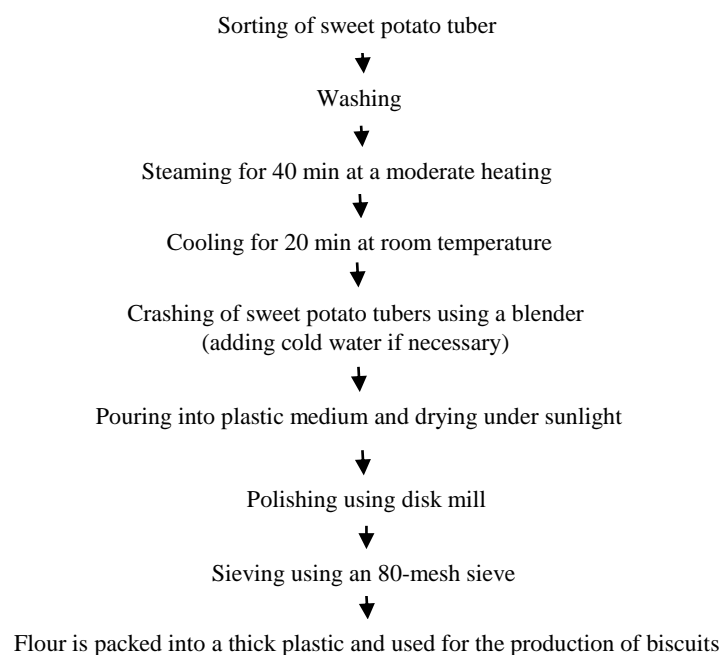 Sorting of sweet potato tuber
Washing
Steaming for 40 min at a moderate heating
Cooling for 20 min at room temperature
Crashing of sweet potato tubers using a blender
(adding cold water if necessary)
Pouring into plastic medium and drying under sunlight
Polishing using disk mill
Sieving using an 80-mesh sieve
Flour is packed into a thick plastic and used for the production of biscuits